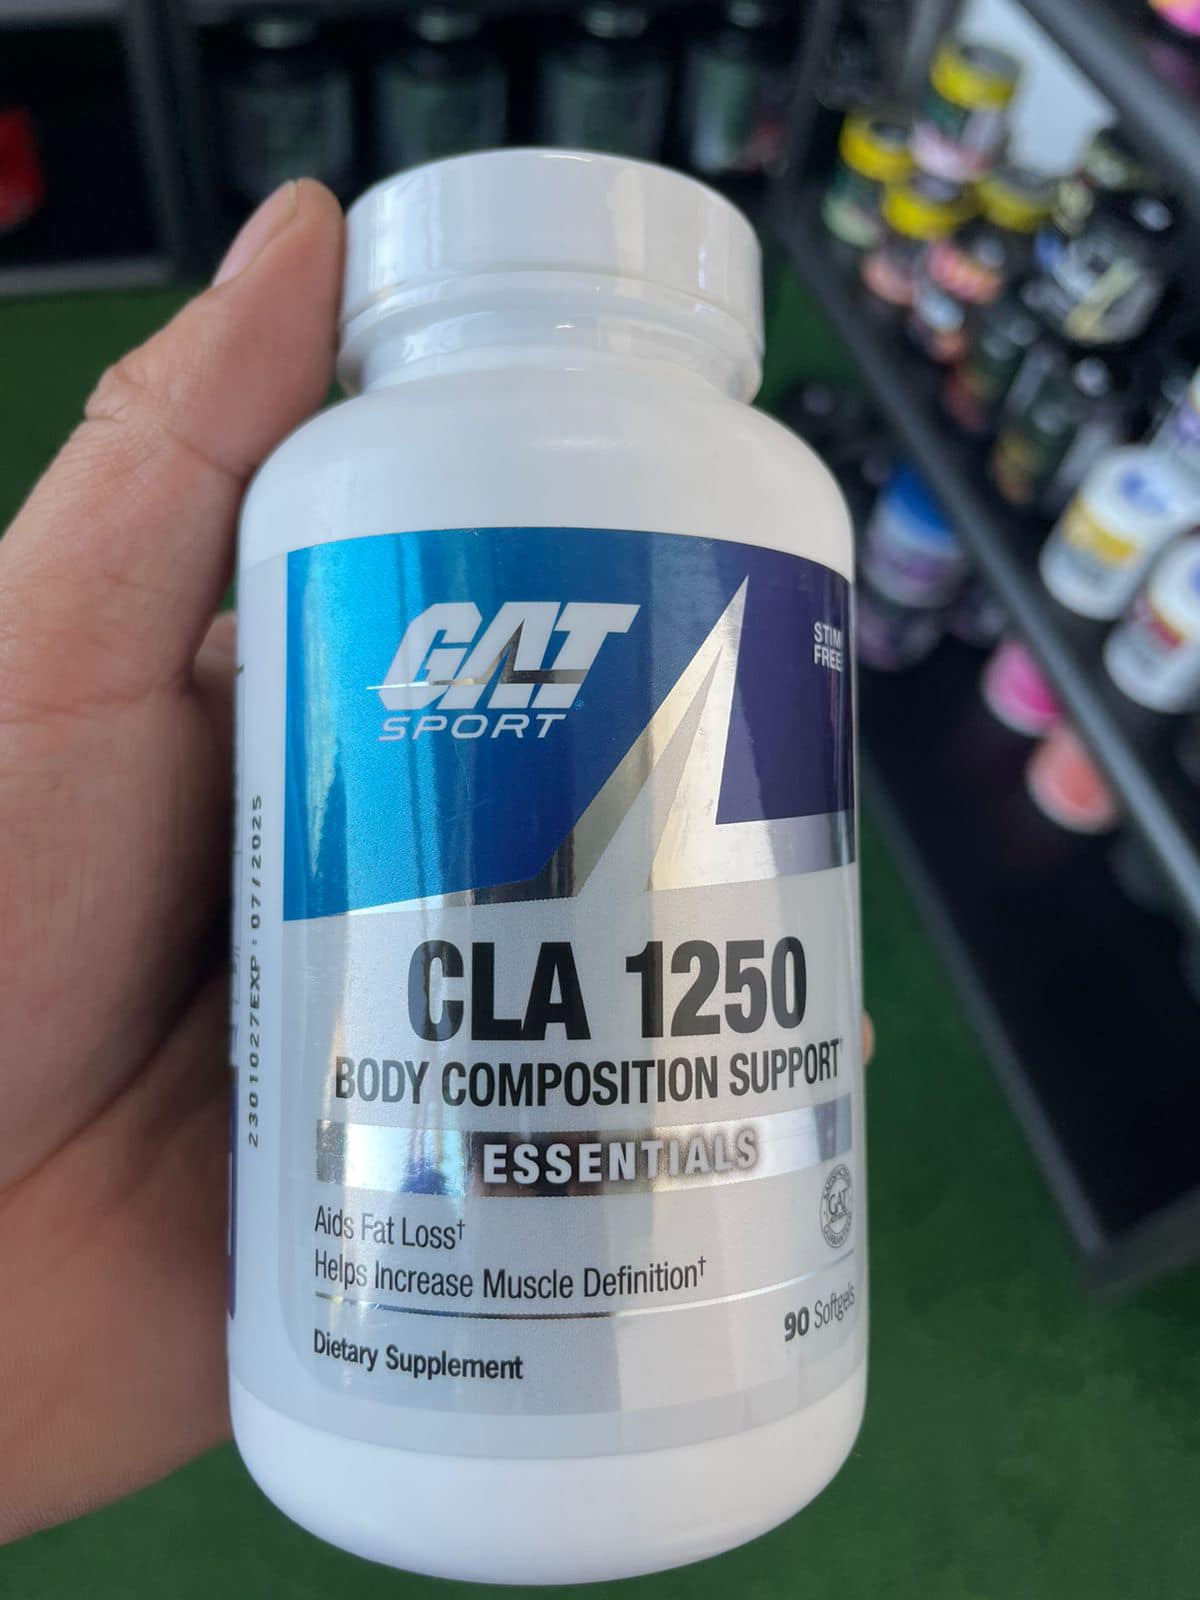 GAT
SPORT
STIM
FREE
CLA 1250
BODY COMPOSITION SUPPORT†
ESSENTIALS
Aids Fat Loss†
Helps Increase Muscle Definition†
GAT
90 Softgels
Dietary Supplement
2301027EXP : 07/2025